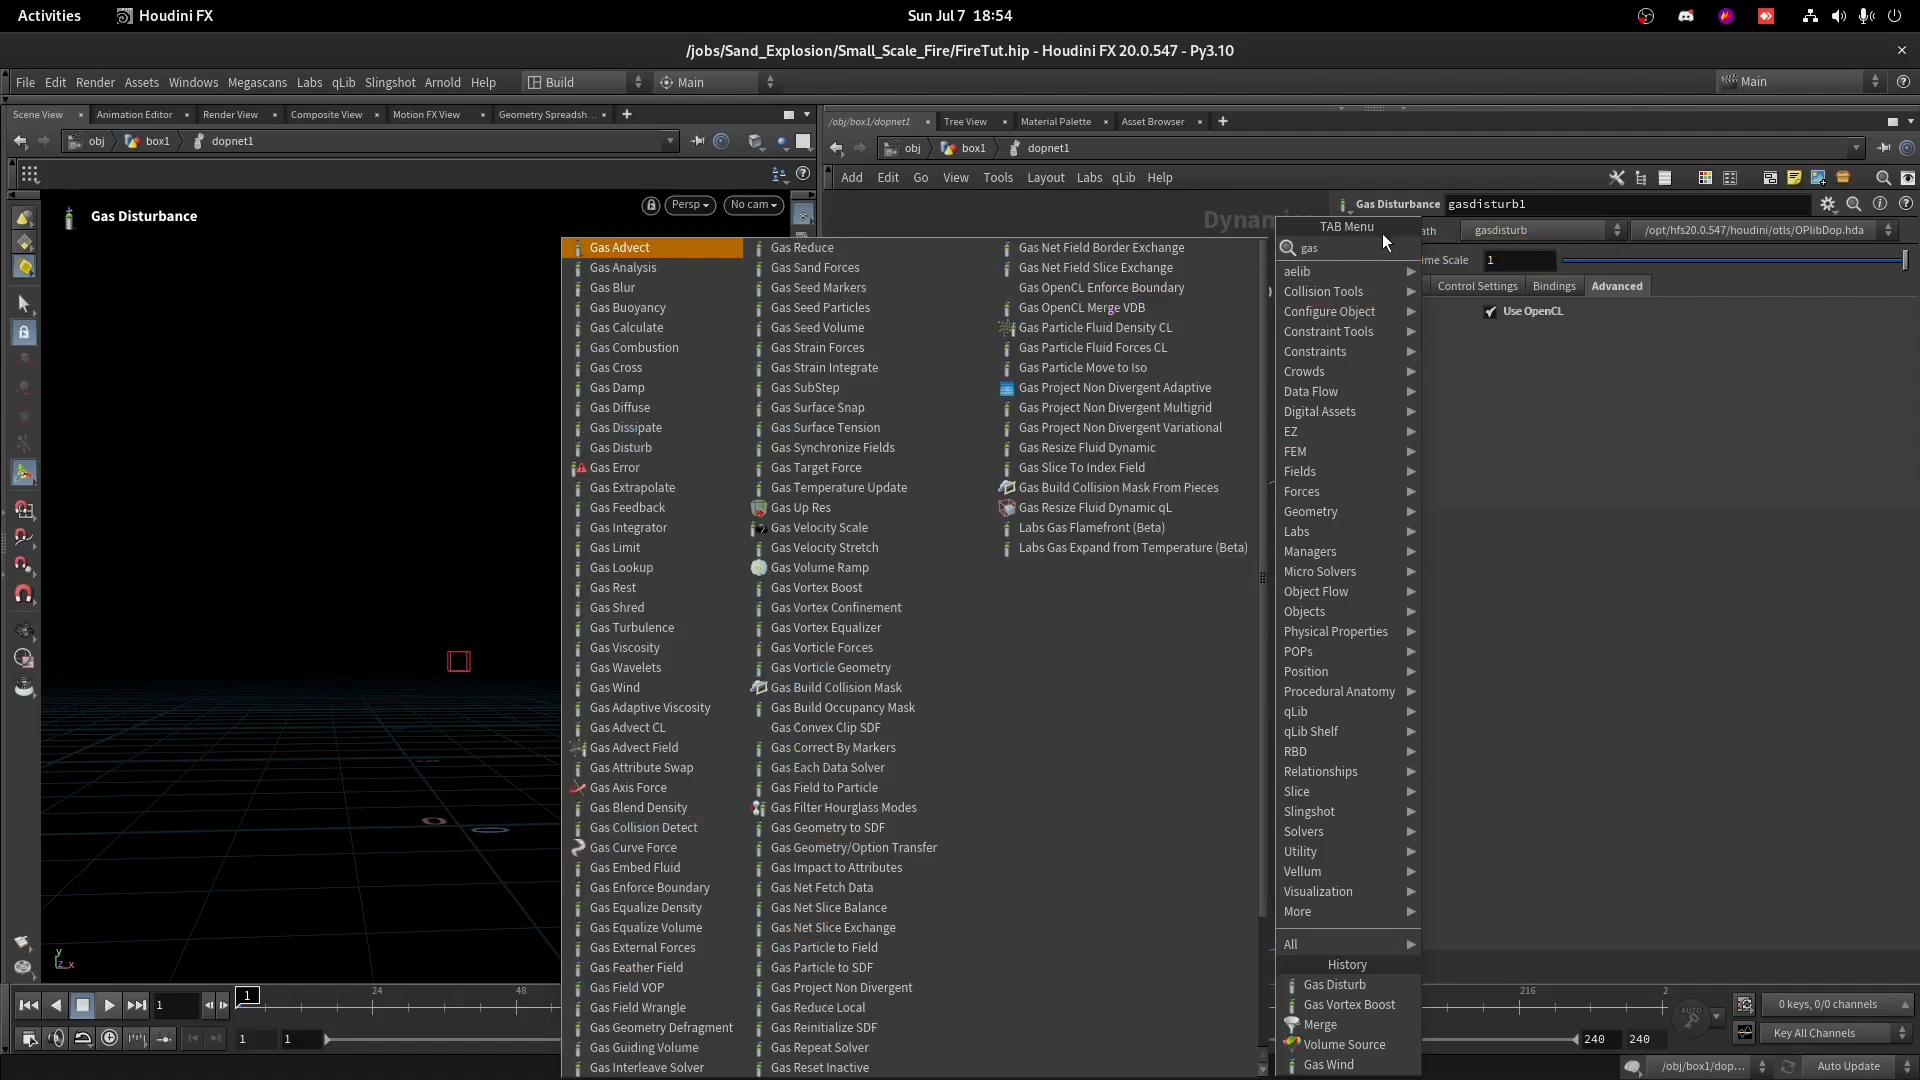 Activities
Houdini FX
Sun Jul 7 18:54
/jobs/Sand_Explosion/Small_Scale_Fire/FireTut.hip - Houdini FX 20.0.547 - Py3.10
File Edit Render Assets Windows Megascans Labs qLib Slingshot Arnold Help
Build
Main
Main
Scene View
Animation Editor
Render View
Composite View
Motion FX View
Geometry Spreadsh...
/obj/box1/dopnet1
Tree View
Material Palette
Asset Browser
obj
box1
dopnet1
obj
box1
dopnet1
Add Edit Go View Tools Layout Labs qLib Help
Gas Disturbance
Persp
No cam
Gas Disturbance
gasdisturb1
gasdisturb
/opt/hfs20.0.547/houdini/otls/OPlibDop.hda
1
Control Settings
Bindings
Advanced
Use OpenCL
TAB Menu
gas
Gas Advect
Gas Analysis
Gas Blur
Gas Buoyancy
Gas Calculate
Gas Combustion
Gas Cross
Gas Damp
Gas Diffuse
Gas Dissipate
Gas Disturb
Gas Error
Gas Extrapolate
Gas Feedback
Gas Integrator
Gas Limit
Gas Lookup
Gas Rest
Gas Shred
Gas Turbulence
Gas Viscosity
Gas Wavelets
Gas Wind
Gas Adaptive Viscosity
Gas Advect CL
Gas Advect Field
Gas Attribute Swap
Gas Axis Force
Gas Blend Density
Gas Collision Detect
Gas Curve Force
Gas Embed Fluid
Gas Enforce Boundary
Gas Equalize Density
Gas Equalize Volume
Gas External Forces
Gas Feather Field
Gas Field VOP
Gas Field Wrangle
Gas Geometry Defragment
Gas Guiding Volume
Gas Interleave Solver
Gas Reduce
Gas Sand Forces
Gas Seed Markers
Gas Seed Particles
Gas Seed Volume
Gas Strain Forces
Gas Strain Integrate
Gas SubStep
Gas Surface Snap
Gas Surface Tension
Gas Synchronize Fields
Gas Target Force
Gas Temperature Update
Gas Up Res
Gas Velocity Scale
Gas Velocity Stretch
Gas Volume Ramp
Gas Vortex Boost
Gas Vortex Confinement
Gas Vortex Equalizer
Gas Vorticle Forces
Gas Vorticle Geometry
Gas Build Collision Mask
Gas Build Occupancy Mask
Gas Convex Clip SDF
Gas Correct By Markers
Gas Each Data Solver
Gas Field to Particle
Gas Filter Hourglass Modes
Gas Geometry to SDF
Gas Geometry/Option Transfer
Gas Impact to Attributes
Gas Net Fetch Data
Gas Net Slice Balance
Gas Net Slice Exchange
Gas Particle to Field
Gas Particle to SDF
Gas Project Non Divergent
Gas Reduce Local
Gas Reinitialize SDF
Gas Repeat Solver
Gas Reset Inactive
Gas Net Field Border Exchange
Gas Net Field Slice Exchange
Gas OpenCL Enforce Boundary
Gas OpenCL Merge VDB
Gas Particle Fluid Density CL
Gas Particle Fluid Forces CL
Gas Particle Move to Iso
Gas Project Non Divergent Adaptive
Gas Project Non Divergent Multigrid
Gas Project Non Divergent Variational
Gas Resize Fluid Dynamic
Gas Slice To Index Field
Gas Build Collision Mask From Pieces
Gas Resize Fluid Dynamic qL
Labs Gas Flamefront (Beta)
Labs Gas Expand from Temperature (Beta)
aelib
Collision Tools
Configure Object
Constraint Tools
Constraints
Crowds
Data Flow
Digital Assets
EZ
FEM
Fields
Forces
Geometry
Labs
Managers
Micro Solvers
Object Flow
Objects
Physical Properties
POPs
Position
Procedural Anatomy
qLib
qLib Shelf
RBD
Relationships
Slice
Slingshot
Solvers
Utility
Vellum
Visualization
More
All
History
Gas Disturb
Gas Vortex Boost
Merge
Volume Source
Gas Wind
y
z x
1
1
24
48
216
2
AUTO
0 keys, 0/0 channels
1
1
240
240
Key All Channels
/obj/box1/dop...
Auto Update